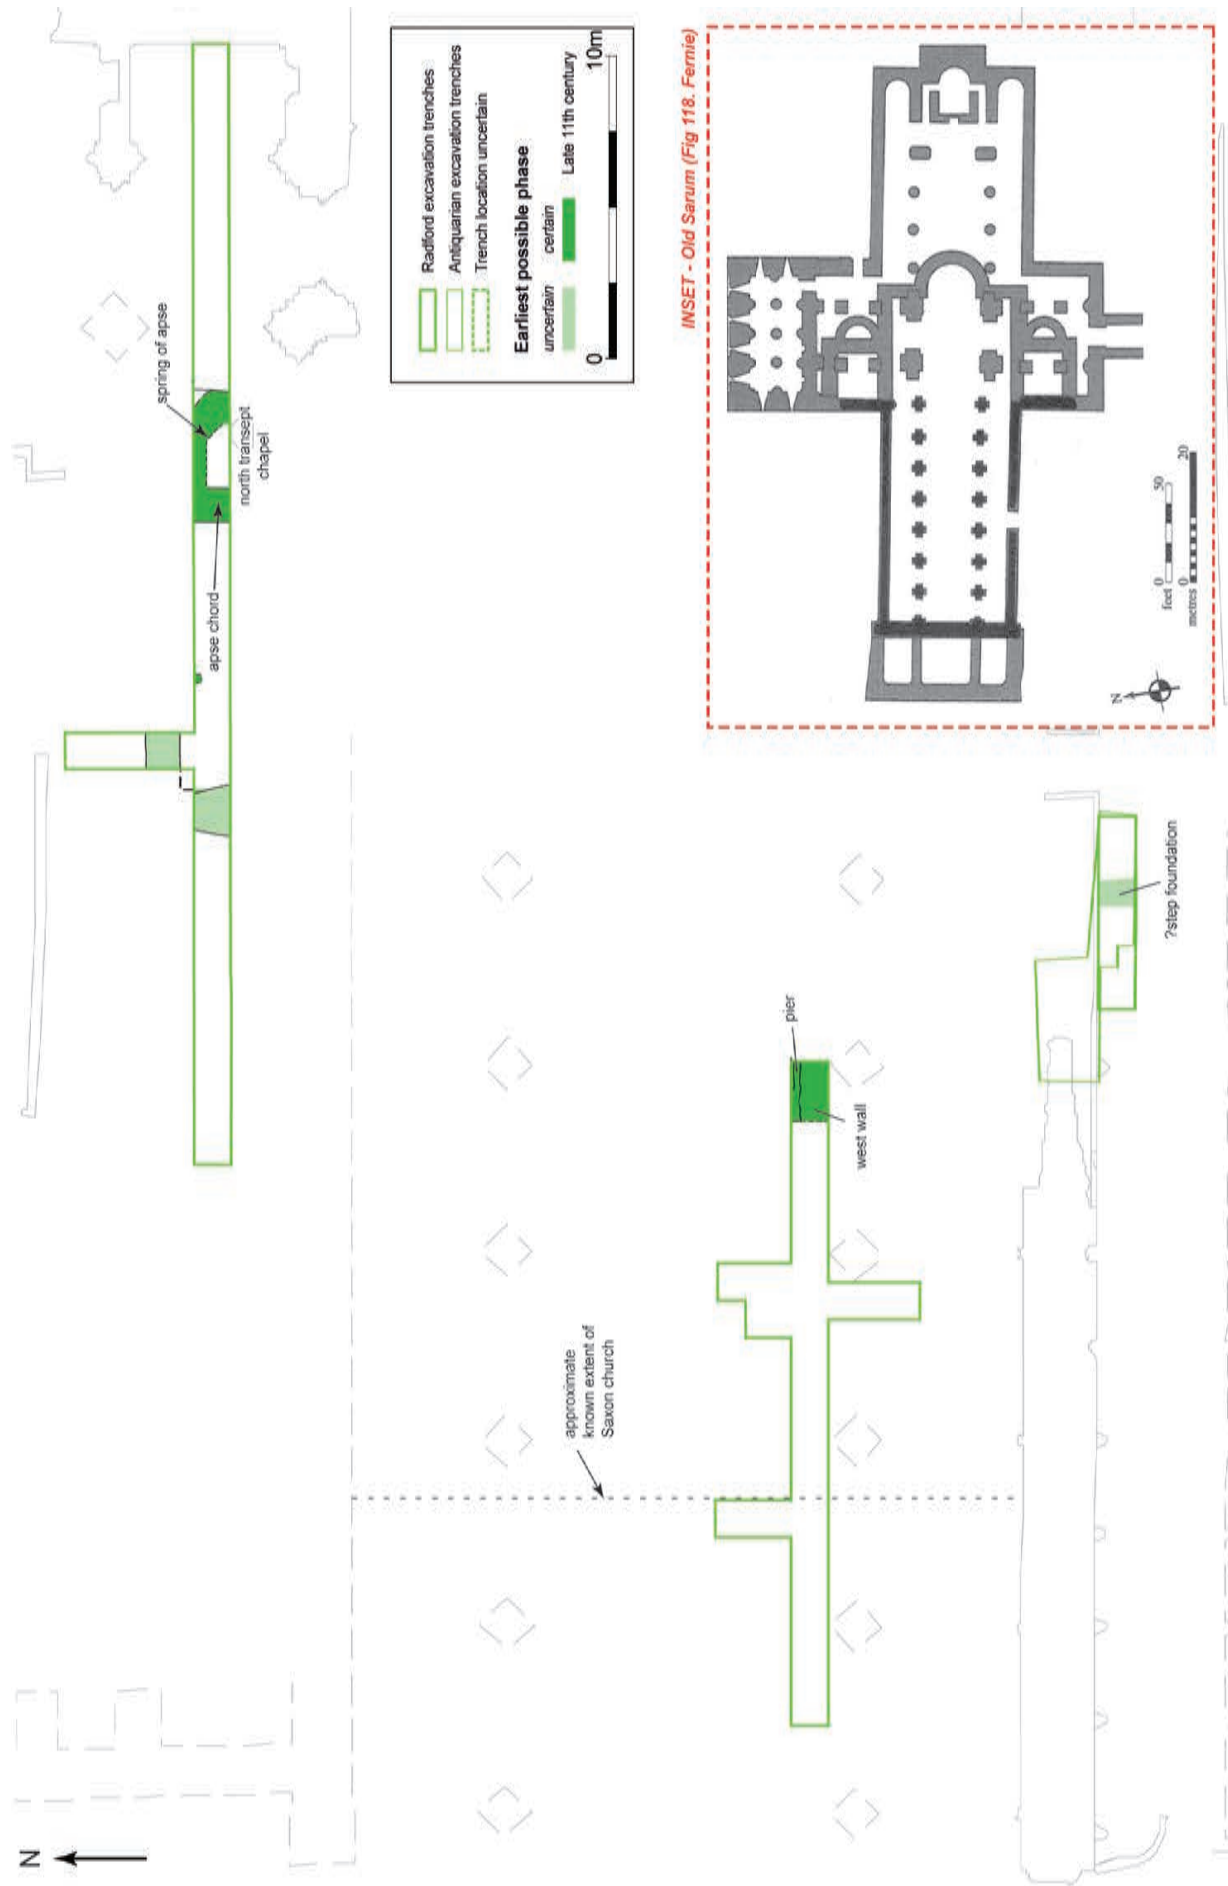 N
approximate
known extent of
Saxon church
pier
west wall
?step foundation
apse chord
spring of apse
north transept
chapel
Radford excavation trenches
Antiquarian excavation trenches
Trench location uncertain
Earliest possible phase
uncertain certain
Late 11th century
0 10m
INSET - Old Sarum (Fig 118. Fernie)
N
0 50
feet
0 20
metres